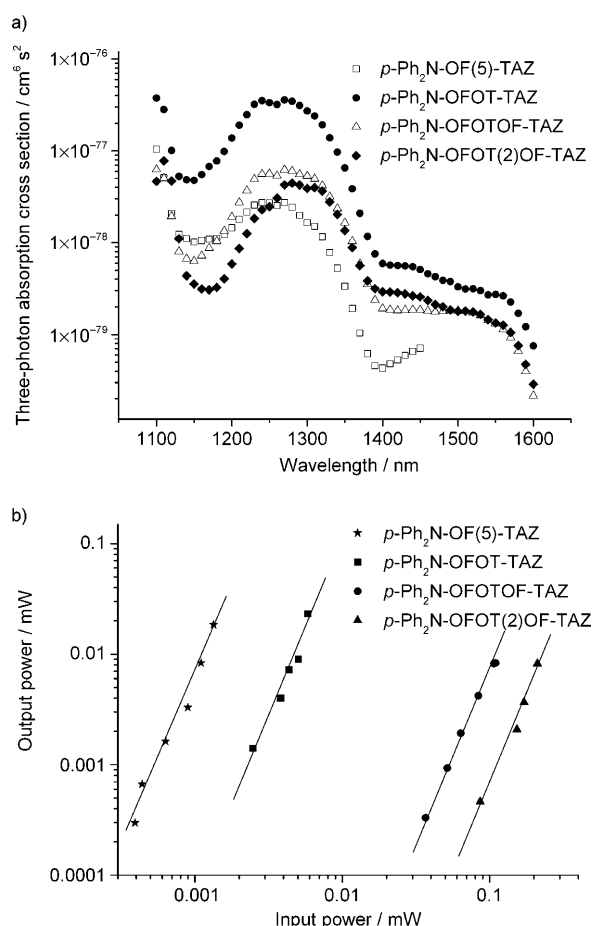 a)
1×10⁻⁷⁶
1×10⁻⁷⁷
1×10⁻⁷⁸
1×10⁻⁷⁹
Three-photon absorption cross section / cm⁶ s²
p-Ph₂N-OF(5)-TAZ
p-Ph₂N-OFOT-TAZ
p-Ph₂N-OFOTOF-TAZ
p-Ph₂N-OFOT(2)OF-TAZ
1100 1200 1300 1400 1500 1600
Wavelength / nm
b)
0.1
0.01
0.001
0.0001
Output power / mW
p-Ph₂N-OF(5)-TAZ
p-Ph₂N-OFOT-TAZ
p-Ph₂N-OFOTOF-TAZ
p-Ph₂N-OFOT(2)OF-TAZ
0.001 0.01 0.1
Input power / mW